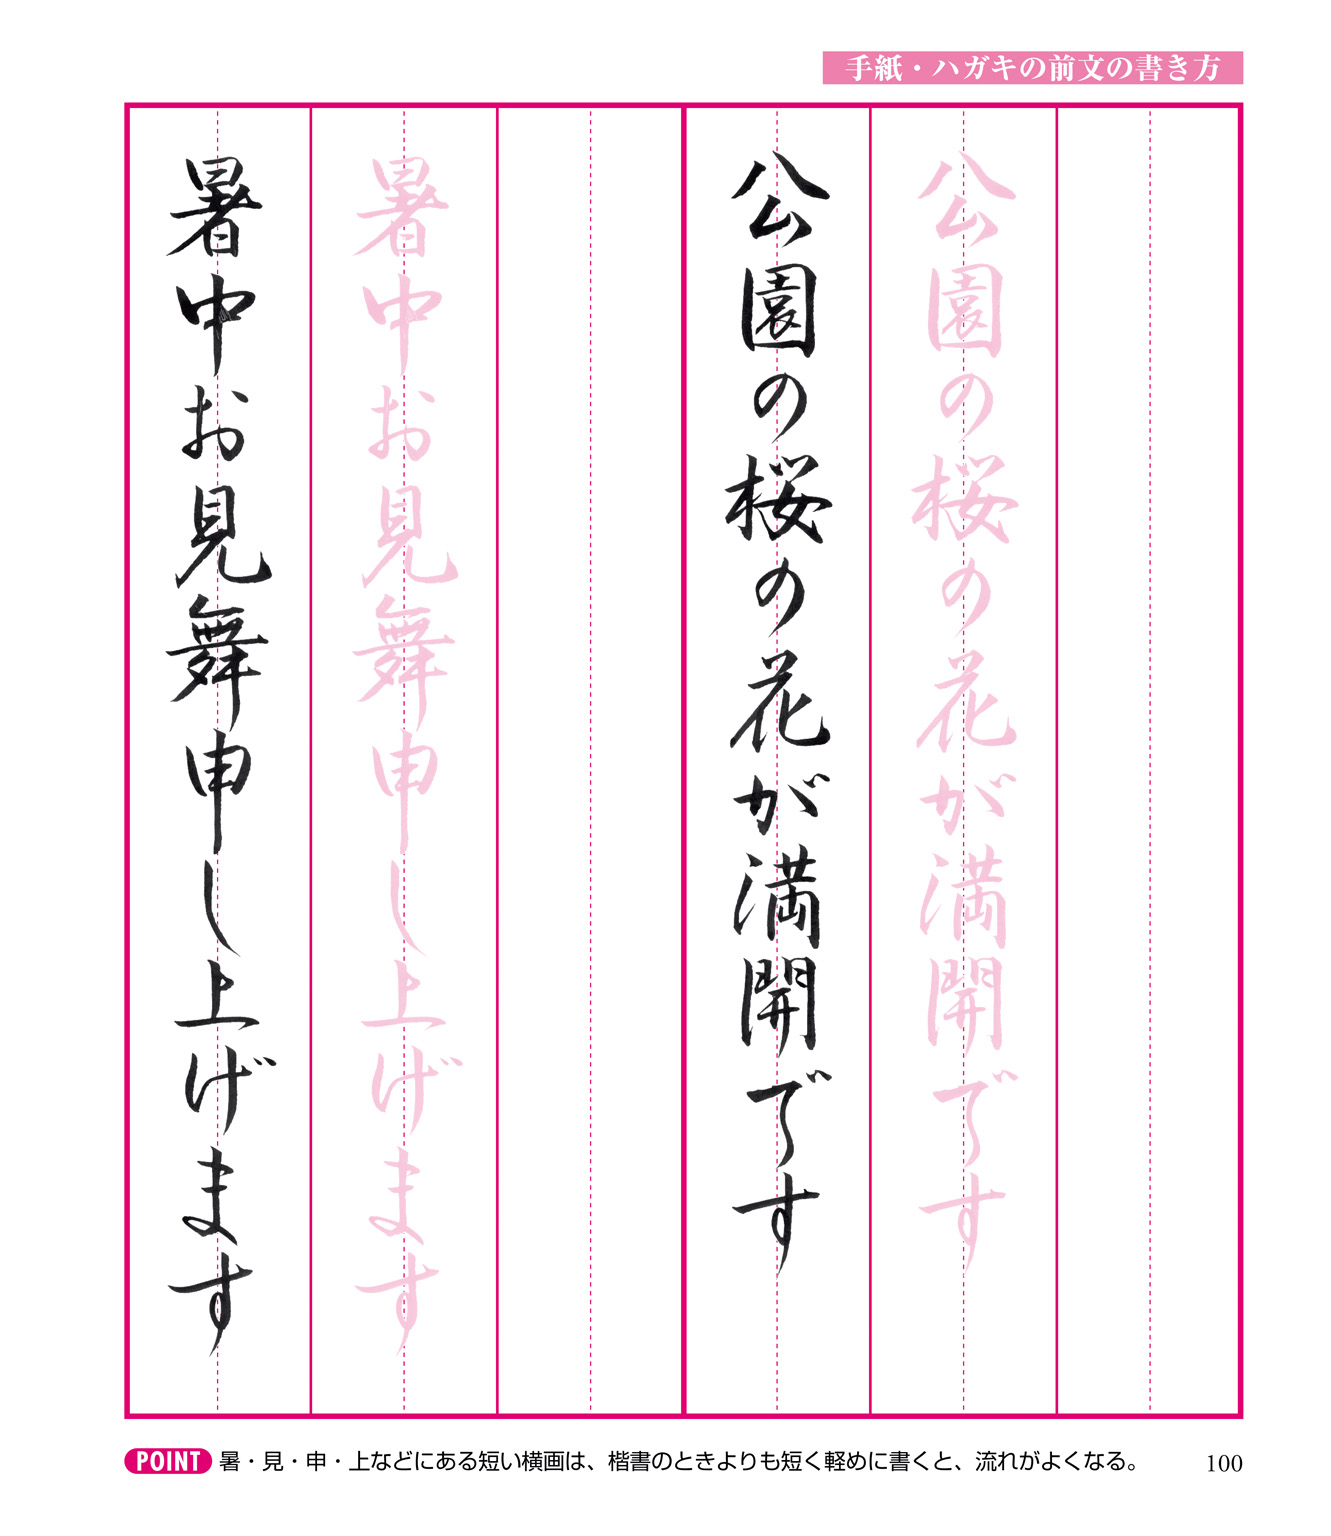 手紙・ハガキの前文の書き方
公園の桜の花が満開です
公園の桜の花が満開です
暑中お見舞申し上げます
暑中お見舞申し上げます
POINT 暑・見・申・上などにある短い横画は、楷書のときよりも短く軽めに書くと、流れがよくなる。
100